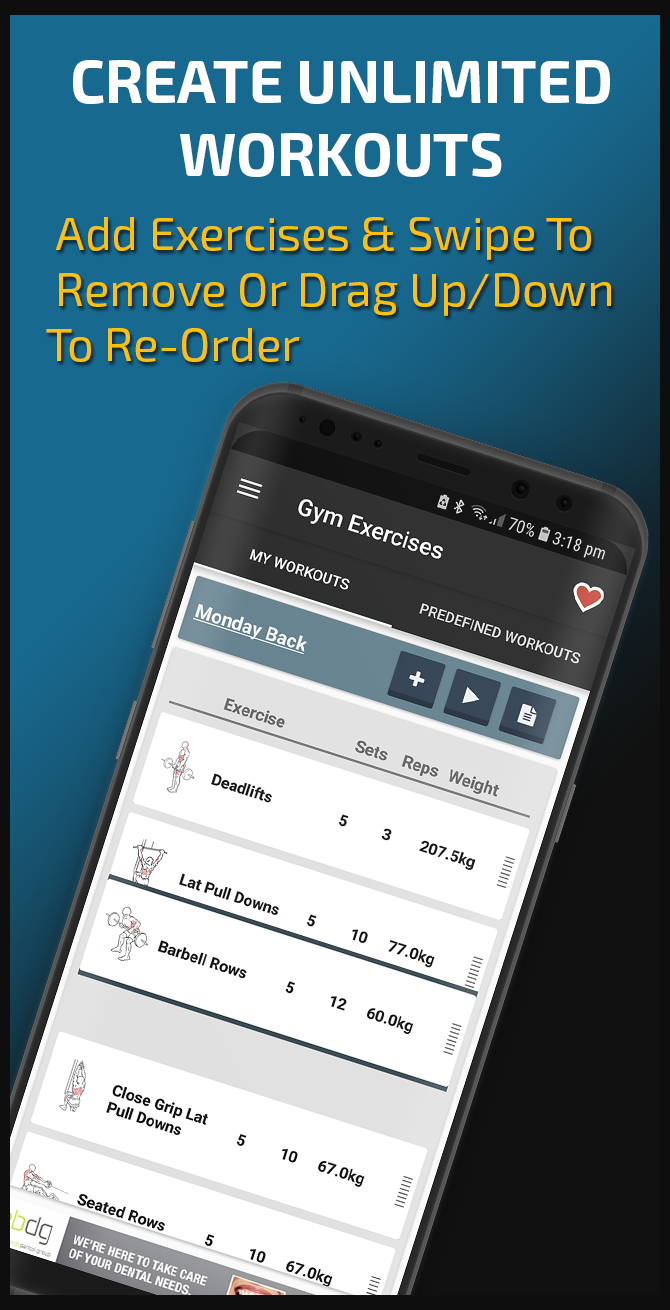 CREATE UNLIMITED
WORKOUTS
Add Exercises & Swipe To
Remove Or Drag Up/Down
To Re-Order
70% 3:18 pm
Gym Exercises
MY WORKOUTS PREDEFINED WORKOUTS
Monday Back
Exercise Sets Reps Weight
Deadlifts 5 3 207.5kg
Lat Pull Downs 5 10 77.0kg
Barbell Rows 5 12 60.0kg
Close Grip Lat
Pull Downs 5 10 67.0kg
Seated Rows 5 10 67.0kg
bdg
dental group
WE'RE HERE TO TAKE CARE
OF YOUR DENTAL NEEDS.